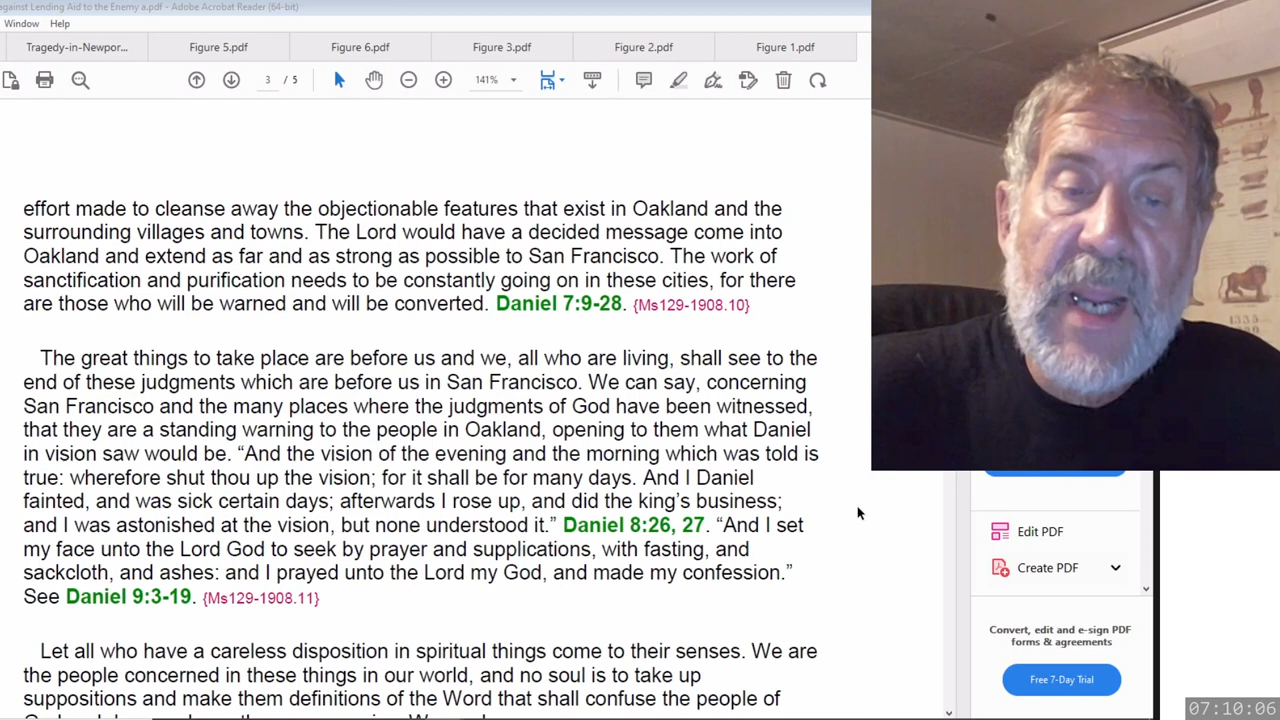 against Lending Aid to the Enemy a.pdf - Adobe Acrobat Reader (64-bit)
Window Help
Tragedy-in-Newpor... Figure 5.pdf Figure 6.pdf Figure 3.pdf Figure 2.pdf Figure 1.pdf
3 / 5 141%
effort made to cleanse away the objectionable features that exist in Oakland and the
surrounding villages and towns. The Lord would have a decided message come into
Oakland and extend as far and as strong as possible to San Francisco. The work of
sanctification and purification needs to be constantly going on in these cities, for there
are those who will be warned and will be converted. Daniel 7:9-28. {Ms129-1908.10}
The great things to take place are before us and we, all who are living, shall see to the
end of these judgments which are before us in San Francisco. We can say, concerning
San Francisco and the many places where the judgments of God have been witnessed,
that they are a standing warning to the people in Oakland, opening to them what Daniel
in vision saw would be. “And the vision of the evening and the morning which was told is
true: wherefore shut thou up the vision; for it shall be for many days. And I Daniel
fainted, and was sick certain days; afterwards I rose up, and did the king’s business;
and I was astonished at the vision, but none understood it.” Daniel 8:26, 27. “And I set
my face unto the Lord God to seek by prayer and supplications, with fasting, and
sackcloth, and ashes: and I prayed unto the Lord my God, and made my confession.”
See Daniel 9:3-19. {Ms129-1908.11}
Let all who have a careless disposition in spiritual things come to their senses. We are
the people concerned in these things in our world, and no soul is to take up
suppositions and make them definitions of the Word that shall confuse the people of
Edit PDF
Create PDF
Convert, edit and e-sign PDF
forms & agreements
Free 7-Day Trial
1335
07:10:06